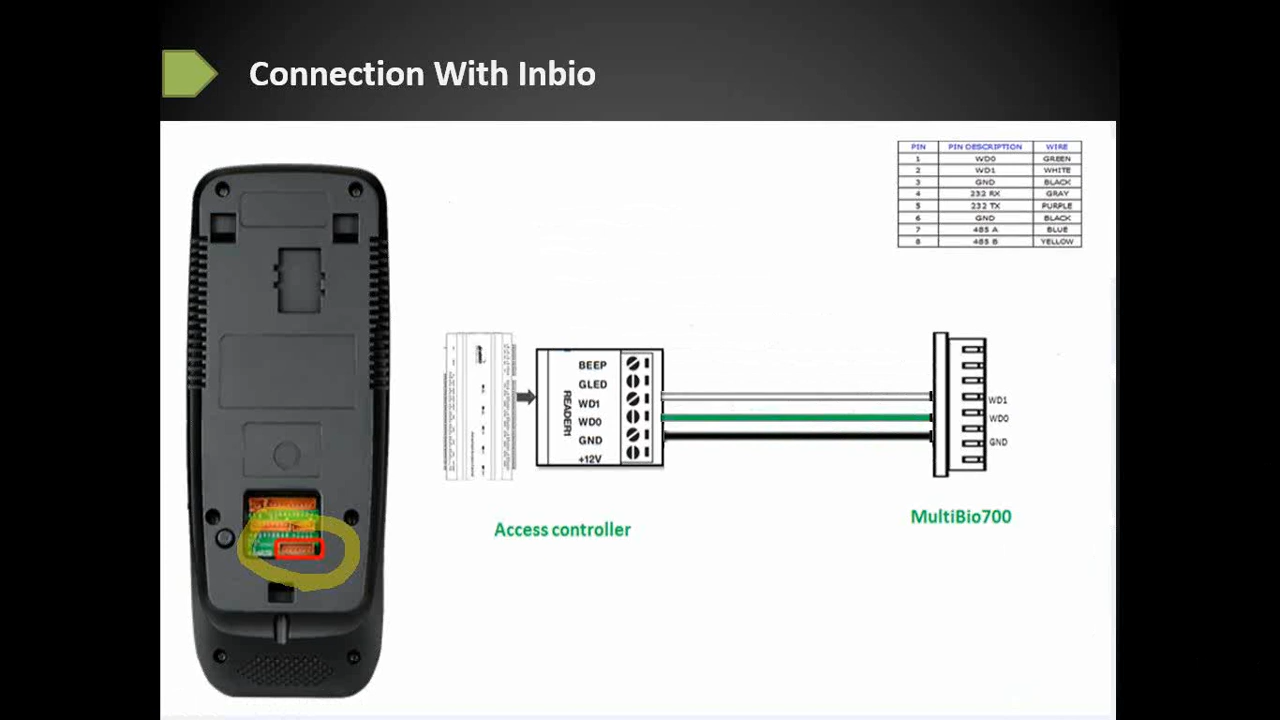 Connection With Inbio
PIN PIN DESCRIPTION WIRE
1 WD0 GREEN
2 WD1 WHITE
3 GND BLACK
4 232 RX GRAY
5 232 TX PURPLE
6 GND BLACK
7 485 A BLUE
8 485 B YELLOW
READER1
BEEP
GLED
WD1
WD0
GND
+12V
WD1
WD0
GND
Access controller
MultiBio700